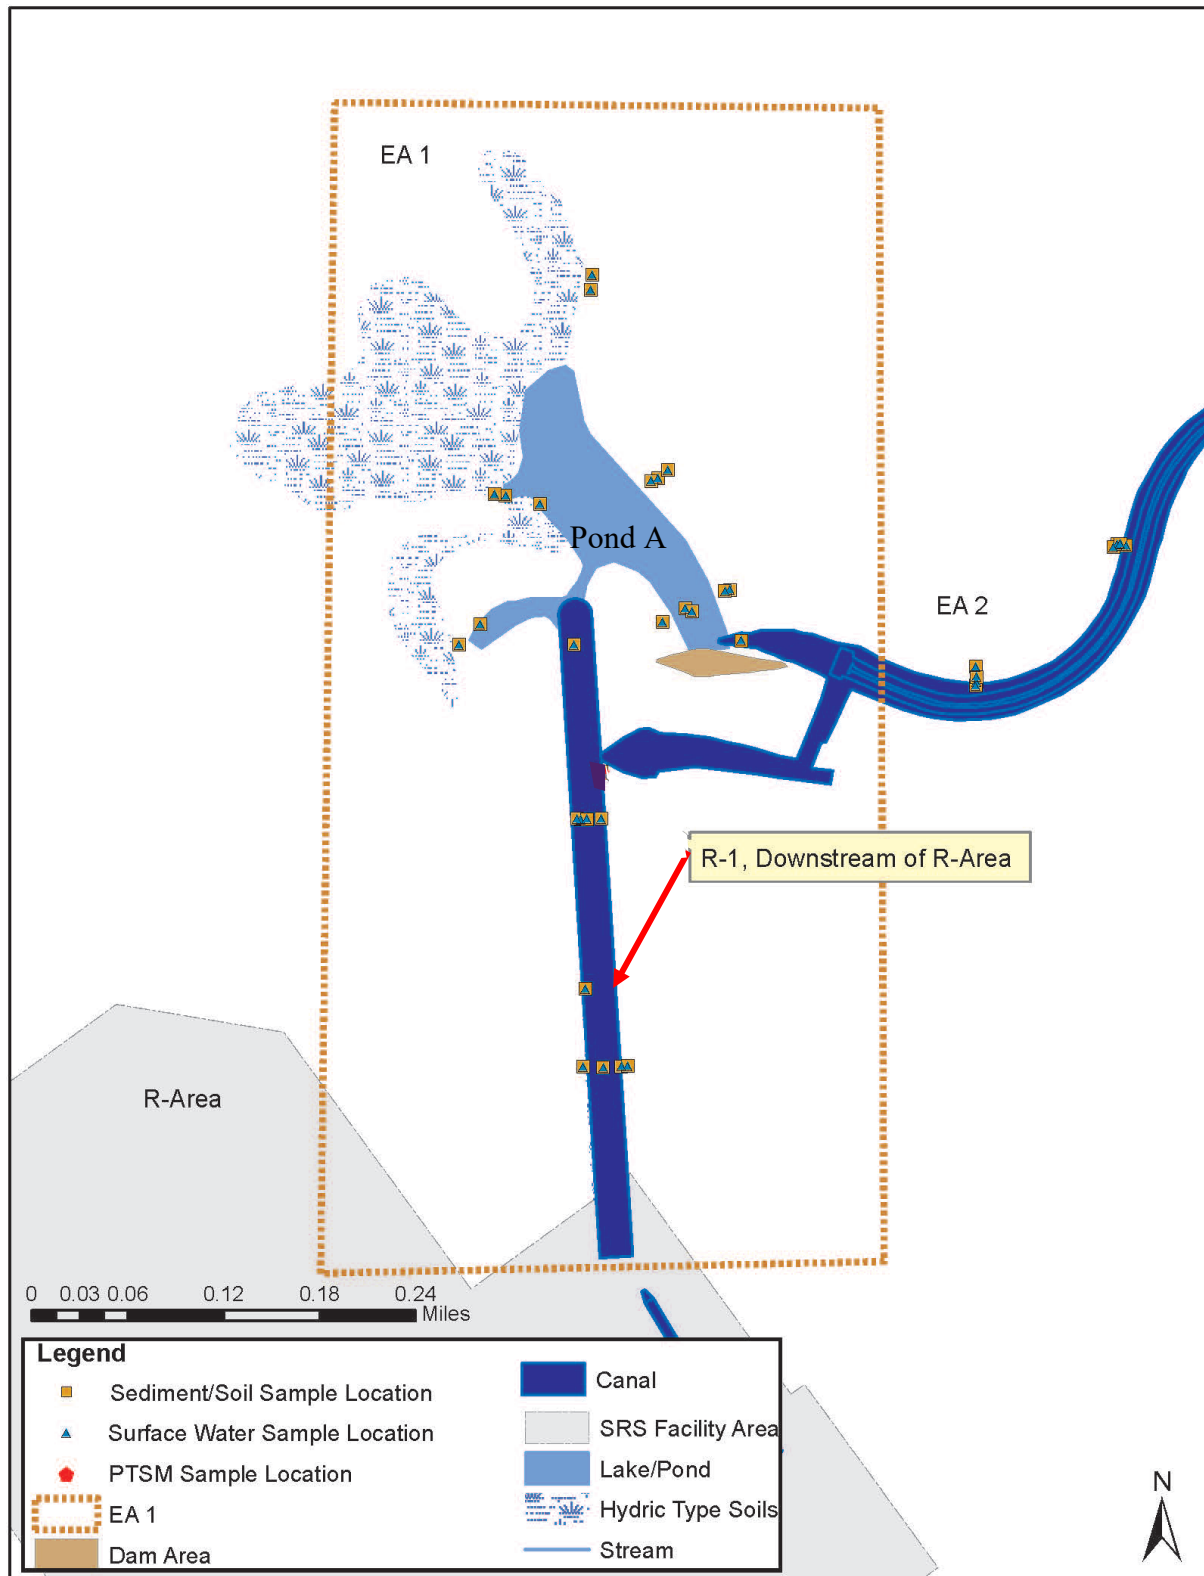 EA 1
Pond A
EA 2
R-1, Downstream of R-Area
R-Area
0 0.03 0.06 0.12 0.18 0.24
Miles
Legend
Sediment/Soil Sample Location
Surface Water Sample Location
PTSM Sample Location
EA 1
Dam Area
Canal
SRS Facility Area
Lake/Pond
Hydric Type Soils
Stream
N